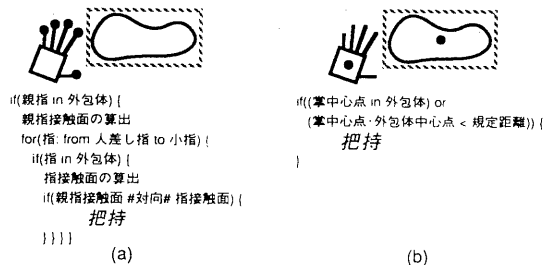 if(親指 in 外包体) {
親指接触面の算出
for(指: from 人差し指 to 小指) {
if(指 in 外包体) {
指接触面の算出
if(親指接触面 #対向# 指接触面) {
把持
} } } }
(a)
if((掌中心点 in 外包体) or
(掌中心点・外包体中心点 < 規定距離)) {
把持
}
(b)